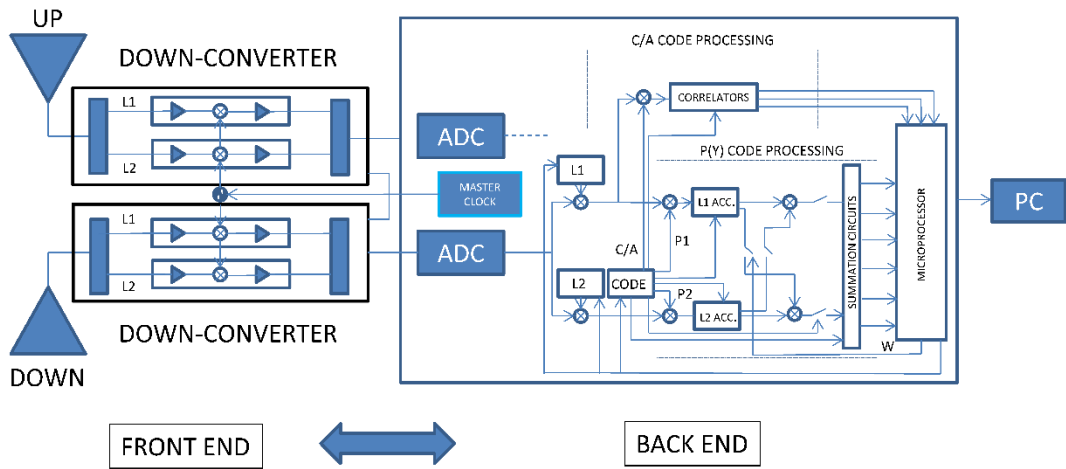 UP
DOWN-CONVERTER
L1
L2
ADC
MASTER
CLOCK
L1
L2
ADC
DOWN-CONVERTER
DOWN
C/A CODE PROCESSING
CORRELATORS
P(Y) CODE PROCESSING
L1
L1 ACC.
P1
C/A
L2
CODE
P2
L2 ACC.
SUMMATION CIRCUITS
W
MICROPROCESSOR
PC
FRONT END
BACK END